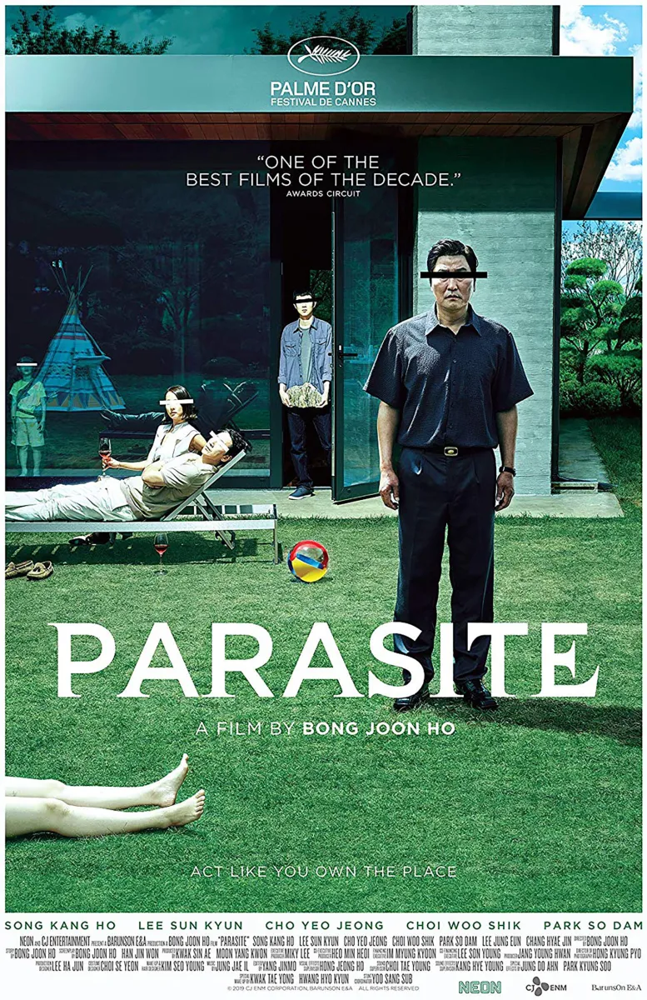 PALME D'OR
FESTIVAL DE CANNES
“ONE OF THE
BEST FILMS OF THE DECADE.”
AWARDS CIRCUIT
PARASITE
A FILM BY BONG JOON HO
ACT LIKE YOU OWN THE PLACE
SONG KANG HO LEE SUN KYUN CHO YEO JEONG CHOI WOO SHIK PARK SO DAM
NEON AND CJ ENTERTAINMENT PRESENT A BARUNSON E&A PRODUCTION A BONG JOON HO FILM "PARASITE" SONG KANG HO LEE SUN KYUN CHO YEO JEONG CHOI WOO SHIK PARK SO DAM LEE JUNG EUN CHANG HYAE JIN DIRECTED BY BONG JOON HO
STORY BY BONG JOON HO SCREENPLAY BY BONG JOON HO HAN JIN WON PRODUCED BY KWAK SIN AE MOON YANG KWON EXECUTIVE PRODUCER MIKY LEE CO-EXECUTIVE PRODUCER HEO MIN HEOI FINANCING EXECUTIVE IM MYUNG KYOON CO-FINANCING EXECUTIVE LEE SON YOUNG PRODUCER JANG YOUNG HWAN DIRECTOR OF PHOTOGRAPHY HONG KYUNG PYO
PRODUCTION DESIGN LEE HA JUN COSTUME DESIGN CHOI SE YEON MAKE UP & HAIR DESIGNER KIM SEO YOUNG MUSIC BY JUNG JAE IL EDITED BY YANG JINMO VISUAL EFFECTS SUPERVISOR HONG JEONG HO SOUND SUPERVISOR CHOI TAE YOUNG SOUND EFFECTS KANG HYE YOUNG SPECIAL EFFECTS BY JUNG DO AHN PARK KYUNG SOO
SPECIAL MAKE UP BY KWAK TAE YONG HWANG HYO KYUN STUNT COORDINATOR YOO SANG SUB
© 2019 CJ ENM CORPORATION, BARUNSON E&A ALL RIGHTS RESERVED
NEON CJ ENM BarunsOn E&A